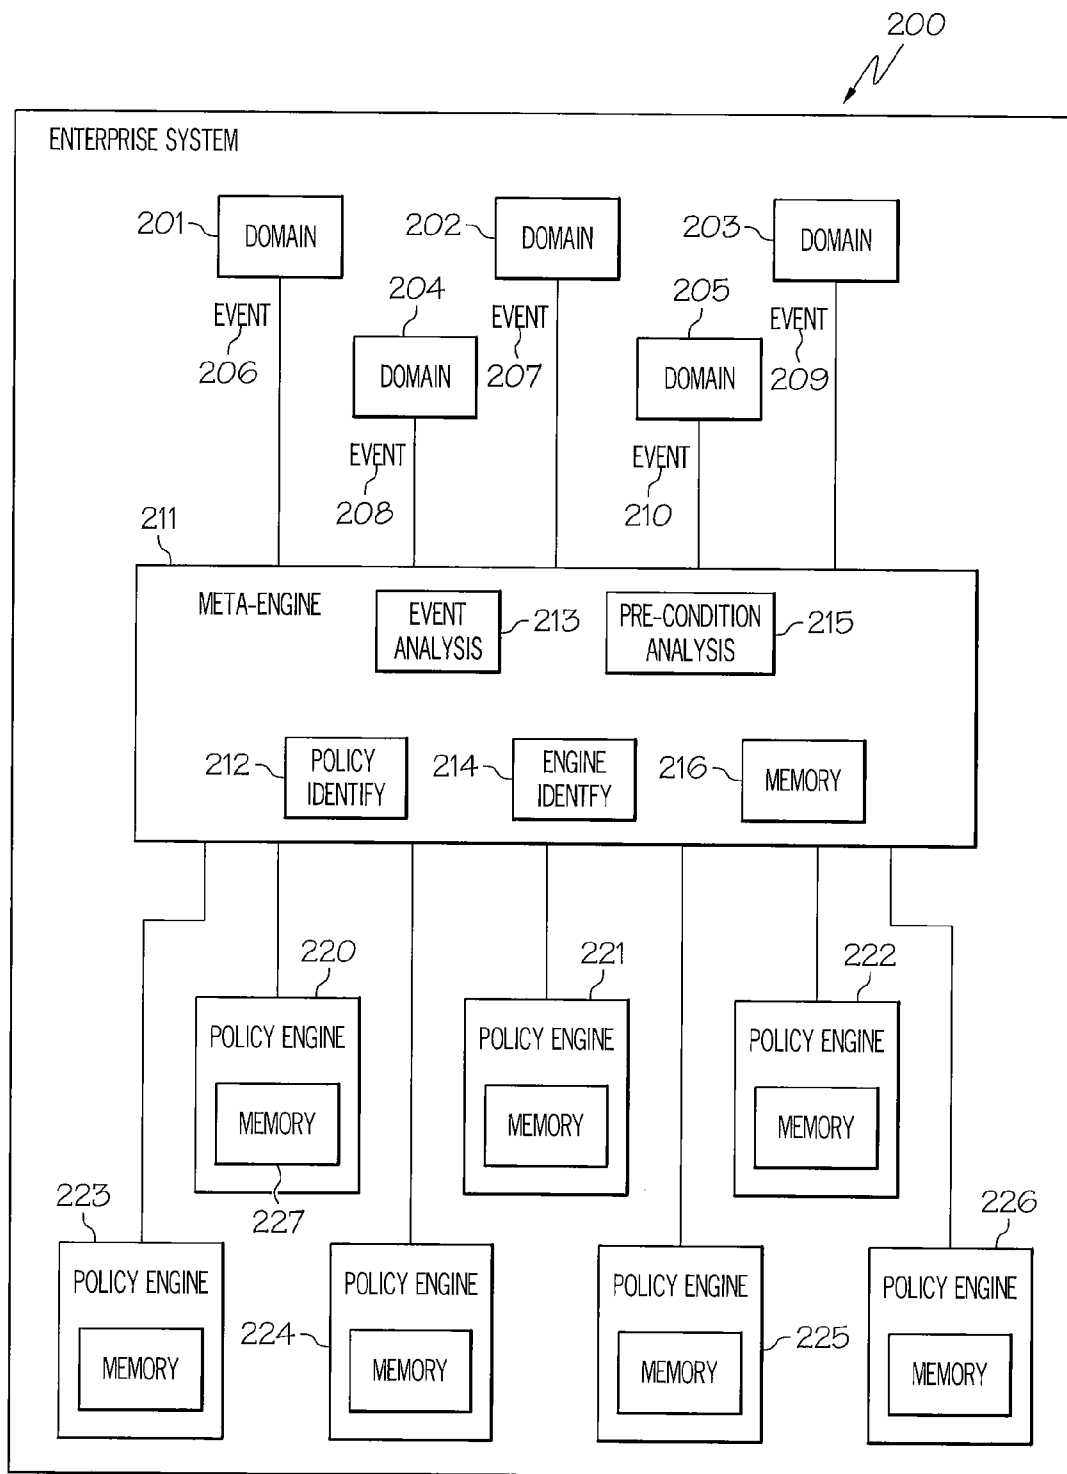 200
ENTERPRISE SYSTEM
201 DOMAIN
202 DOMAIN
203 DOMAIN
EVENT
206
204
DOMAIN
EVENT
207
205
DOMAIN
EVENT
209
EVENT
208
EVENT
210
211
META-ENGINE
EVENT
ANALYSIS
213
PRE-CONDITION
ANALYSIS
215
212
POLICY
IDENTIFY
214
ENGINE
IDENTFY
216
MEMORY
220
POLICY ENGINE
MEMORY
227
221
POLICY ENGINE
MEMORY
222
POLICY ENGINE
MEMORY
223
POLICY ENGINE
MEMORY
224
POLICY ENGINE
MEMORY
225
POLICY ENGINE
MEMORY
226
POLICY ENGINE
MEMORY